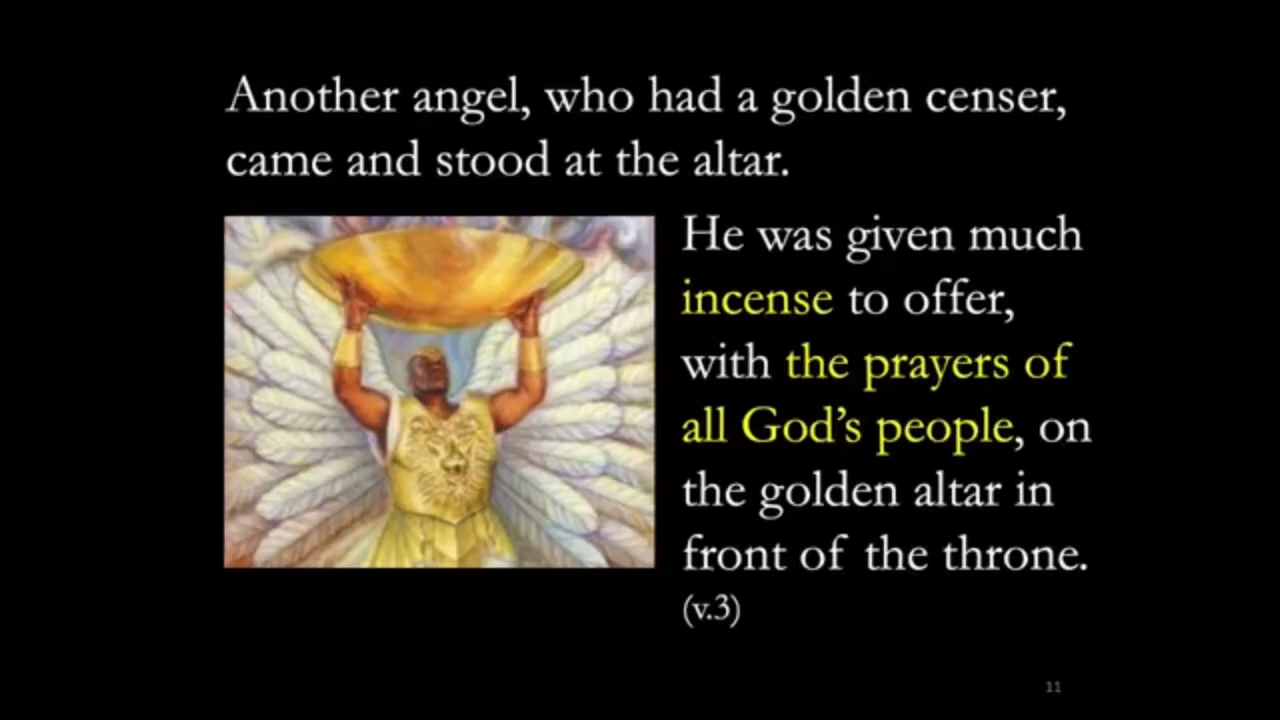 Another angel, who had a golden censer,
came and stood at the altar.
He was given much
incense to offer,
with the prayers of
all God’s people, on
the golden altar in
front of the throne.
(v.3)
11